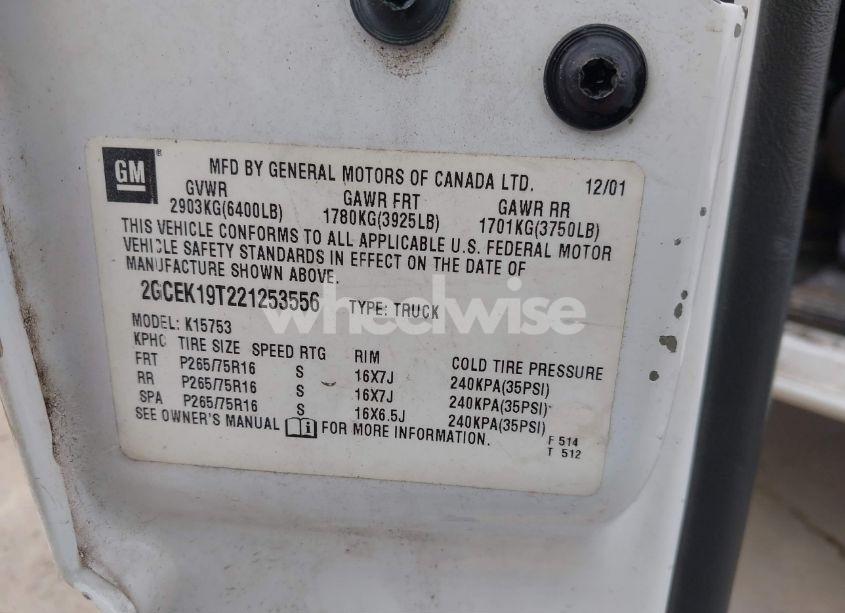 GM ® MFD BY GENERAL MOTORS OF CANADA LTD. 12/01
GVWR GAWR FRT GAWR RR
2903KG(6400LB) 1780KG(3925LB) 1701KG(3750LB)
THIS VEHICLE CONFORMS TO ALL APPLICABLE U.S. FEDERAL MOTOR
VEHICLE SAFETY STANDARDS IN EFFECT ON THE DATE OF
MANUFACTURE SHOWN ABOVE.
2GCEK19T221253556 TYPE: TRUCK
wheelwise
MODEL: K15753
KPHC TIRE SIZE SPEED RTG RIM COLD TIRE PRESSURE
FRT P265/75R16 S 16X7J 240KPA(35PSI)
RR P265/75R16 S 16X7J 240KPA(35PSI)
SPA P265/75R16 S 16X6.5J 240KPA(35PSI)
SEE OWNER'S MANUAL i FOR MORE INFORMATION.
F 514
T 512